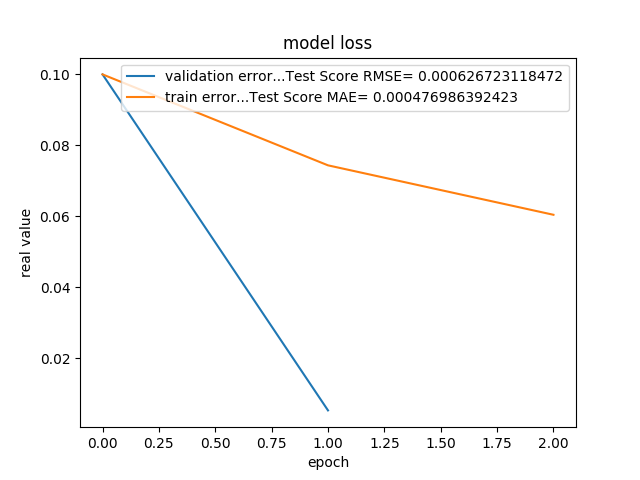 model loss
validation error...Test Score RMSE= 0.000626723118472
train error...Test Score MAE= 0.000476986392423
real value
0.10
0.08
0.06
0.04
0.02
0.00 0.25 0.50 0.75 1.00 1.25 1.50 1.75 2.00
epoch